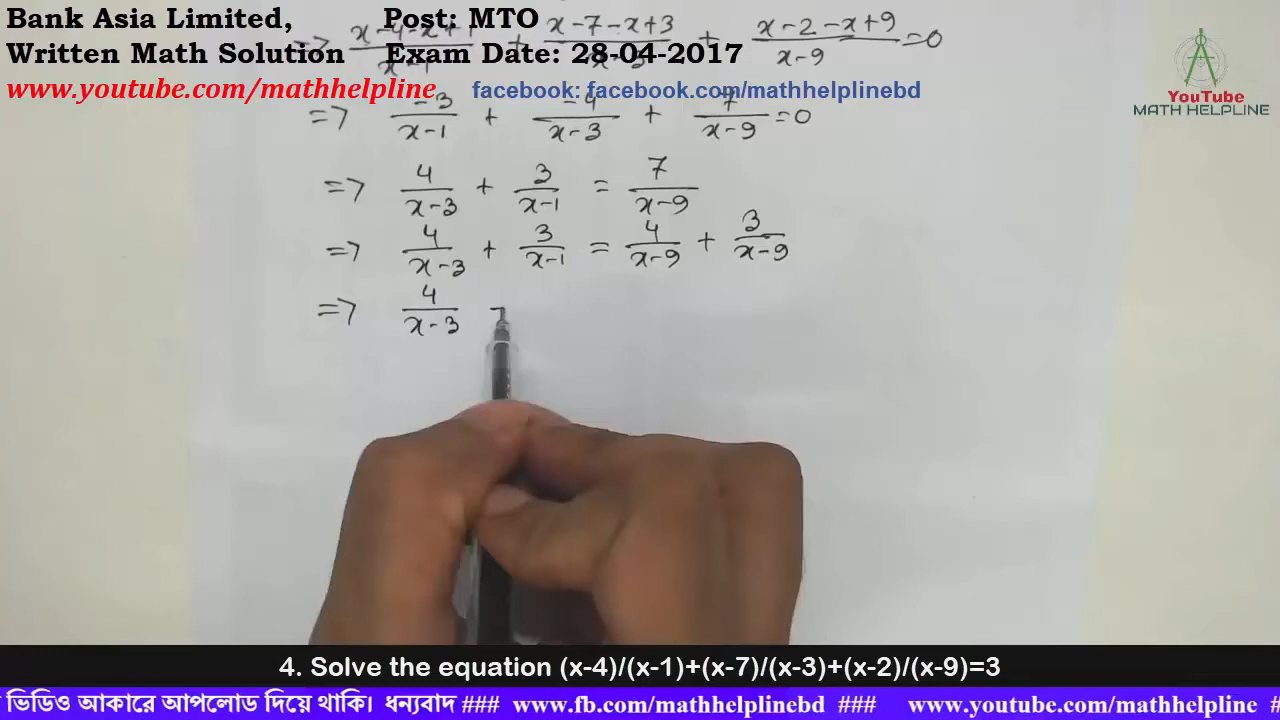 Bank Asia Limited, Post: MTO
=> x-4-x+1/x-1 + x-7-x+3/x-3 + x-2-x+9/x-9 = 0
Written Math Solution Exam Date: 28-04-2017
www.youtube.com/mathhelpline facebook: facebook.com/mathhelplinebd
YouTube
MATH HELPLINE
=> -3/x-1 + -4/x-3 + 7/x-9 = 0
=> 4/x-3 + 3/x-1 = 7/x-9
=> 4/x-3 + 3/x-1 = 4/x-9 + 3/x-9
=> 4/x-3 -
4. Solve the equation (x-4)/(x-1)+(x-7)/(x-3)+(x-2)/(x-9)=3
ভিডিও আকারে আপলোড দিয়ে থাকি। ধন্যবাদ ### www.fb.com/mathhelplinebd ### www.youtube.com/mathhelpline #